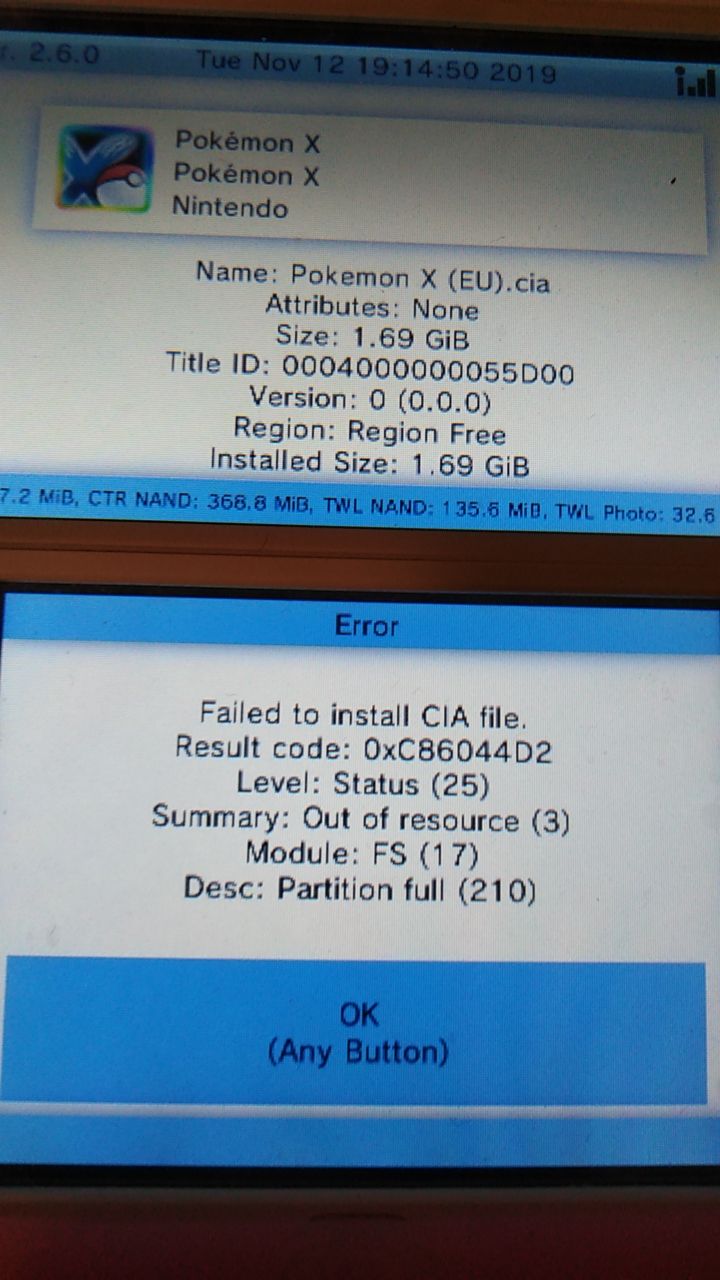 . 2.6.0 Tue Nov 12 19:14:50 2019
Pokémon X
Pokémon X
Nintendo
Name: Pokemon X (EU).cia
Attributes: None
Size: 1.69 GiB
Title ID: 0004000000055D00
Version: 0 (0.0.0)
Region: Region Free
Installed Size: 1.69 GiB
7.2 MiB, CTR NAND: 368.8 MiB, TWL NAND: 135.6 MiB, TWL Photo: 32.6
Error
Failed to install CIA file.
Result code: 0xC86044D2
Level: Status (25)
Summary: Out of resource (3)
Module: FS (17)
Desc: Partition full (210)
OK
(Any Button)